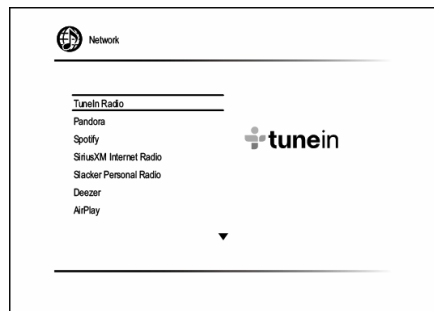 Network
TuneIn Radio
Pandora
Spotify
SiriusXM Internet Radio
Slacker Personal Radio
Deezer
AirPlay
tunein